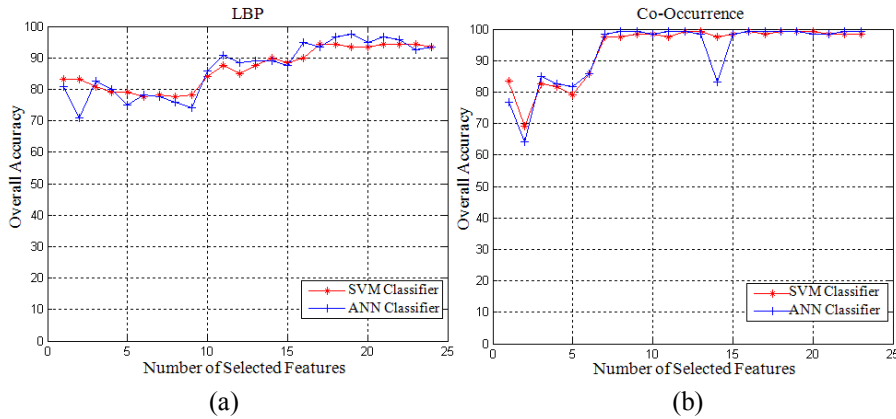 LBP
100
90
80
70
60
50
40
30
20
10
0
Overall Accuracy
SVM Classifier
ANN Classifier
0 5 10 15 20 25
Number of Selected Features
(a)
Co-Occurrence
100
90
80
70
60
50
40
30
20
10
0
Overall Accuracy
SVM Classifier
ANN Classifier
0 5 10 15 20 25
Number of Selected Features
(b)